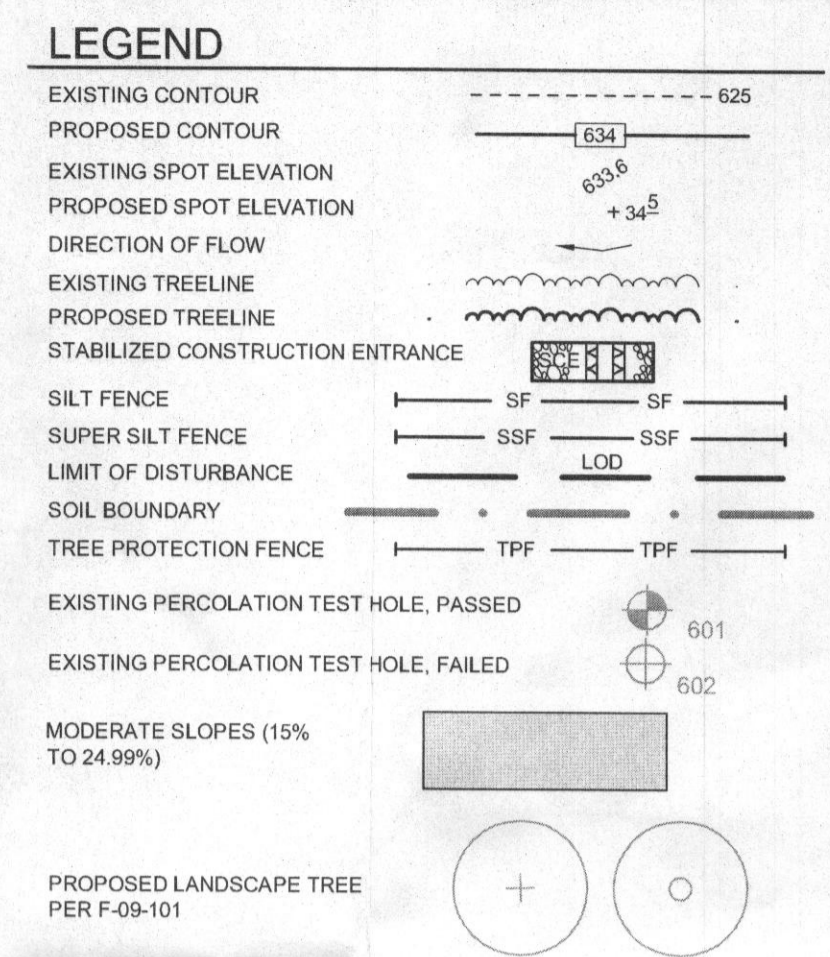 LEGEND
EXISTING CONTOUR 625
PROPOSED CONTOUR 634
EXISTING SPOT ELEVATION 633.6
PROPOSED SPOT ELEVATION + 34 5
DIRECTION OF FLOW
EXISTING TREELINE
PROPOSED TREELINE
STABILIZED CONSTRUCTION ENTRANCE SCE
SILT FENCE SF SF
SUPER SILT FENCE SSF SSF
LIMIT OF DISTURBANCE LOD
SOIL BOUNDARY
TREE PROTECTION FENCE TPF TPF
EXISTING PERCOLATION TEST HOLE, PASSED 601
EXISTING PERCOLATION TEST HOLE, FAILED 602
MODERATE SLOPES (15%
TO 24.99%)
PROPOSED LANDSCAPE TREE
PER F-09-101